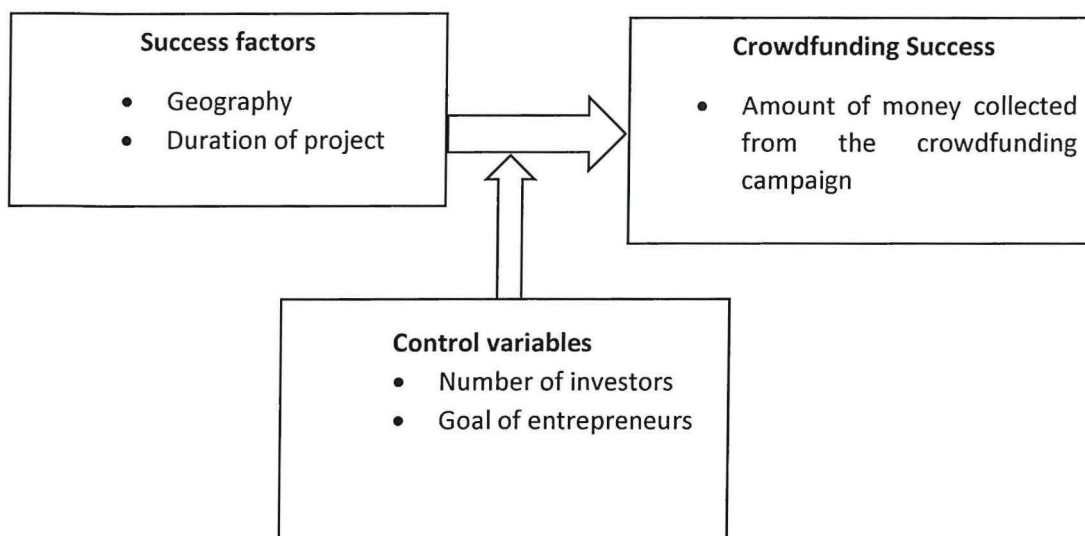 Success factors
• Geography
• Duration of project
Crowdfunding Success
• Amount of money collected
from the crowdfunding
campaign
Control variables
• Number of investors
• Goal of entrepreneurs